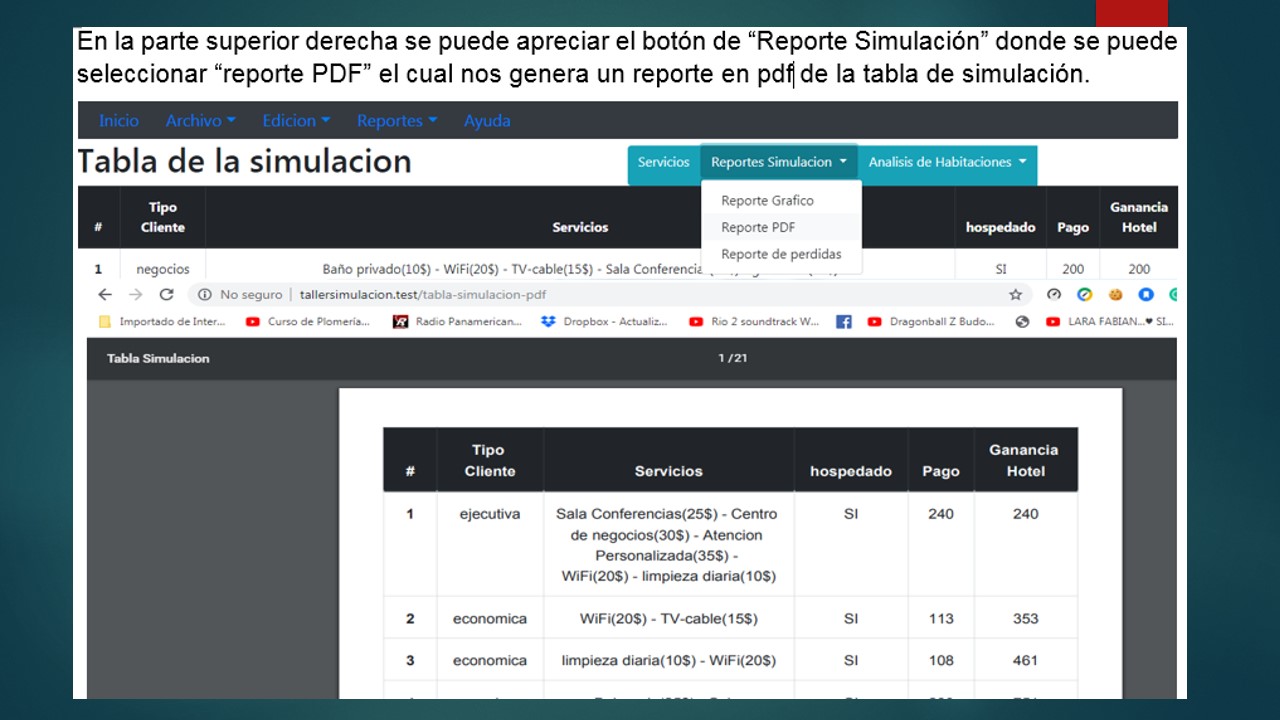 En la parte superior derecha se puede apreciar el botón de “Reporte Simulación” donde se puede
seleccionar “reporte PDF” el cual nos genera un reporte en pdf de la tabla de simulación.
Inicio Archivo Edicion Reportes Ayuda
Tabla de la simulacion
Servicios Reportes Simulacion Analisis de Habitaciones
Reporte Grafico
Reporte PDF
Reporte de perdidas
# Tipo Cliente Servicios hospedado Pago Ganancia Hotel
1 negocios Baño privado(10$) - WiFi(20$) - TV-cable(15$) - Sala Conferencia SI 200 200
No seguro | tallersimulacion.test/tabla-simulacion-pdf
Importado de Inter... Curso de Plomería... Radio Panamerican... Dropbox - Actualiz... Rio 2 soundtrack W... Dragonball Z Budo... LARA FABIAN...♥ SI...
Tabla Simulacion 1 / 21
Tipo Ganancia
# Cliente Servicios hospedado Pago Hotel
1 ejecutiva Sala Conferencias(25$) - Centro SI 240 240
de negocios(30$) - Atencion
Personalizada(35$) -
WiFi(20$) - limpieza diaria(10$)
2 economica WiFi(20$) - TV-cable(15$) SI 113 353
3 economica limpieza diaria(10$) - WiFi(20$) SI 108 461